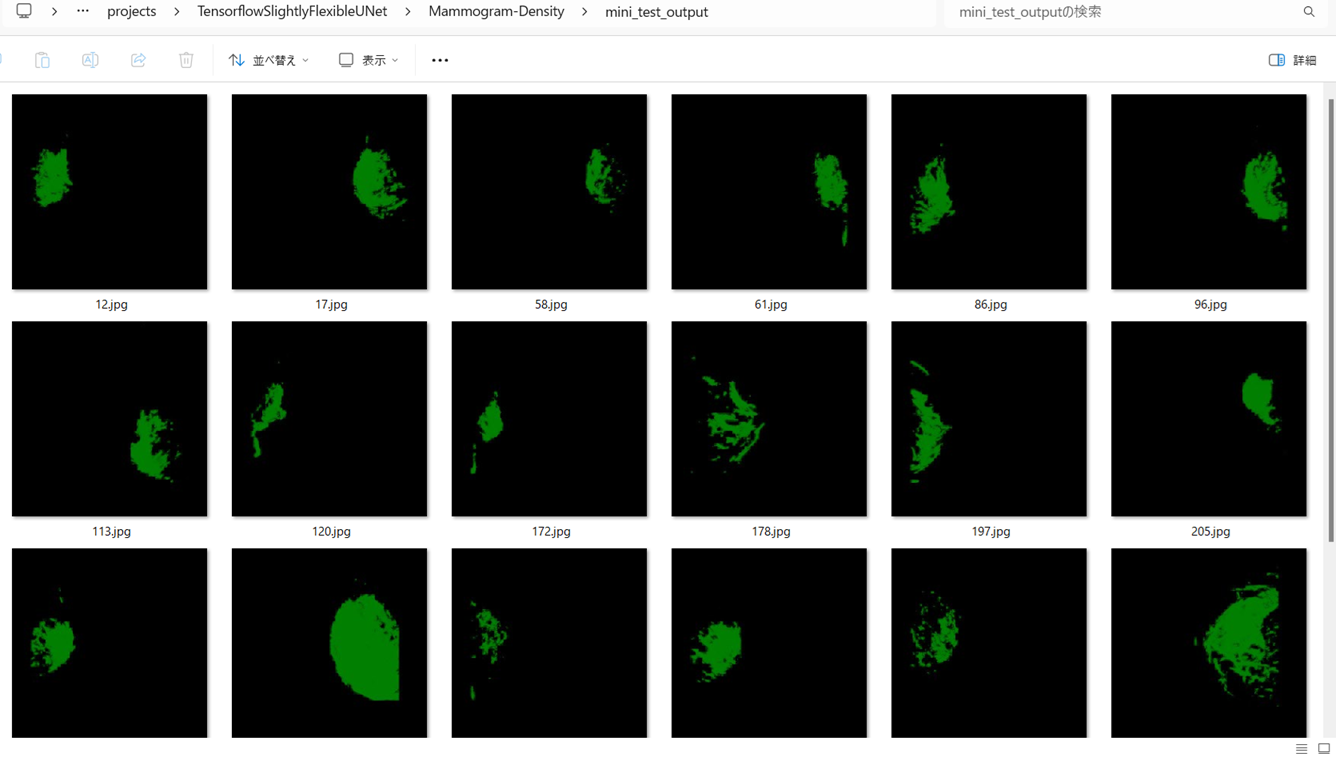 projects > TensorflowSlightlyFlexibleUNet > Mammogram-Density > mini_test_output
mini_test_outputの検索
並べ替え
表示
詳細
12.jpg
17.jpg
58.jpg
61.jpg
86.jpg
96.jpg
113.jpg
120.jpg
172.jpg
178.jpg
197.jpg
205.jpg